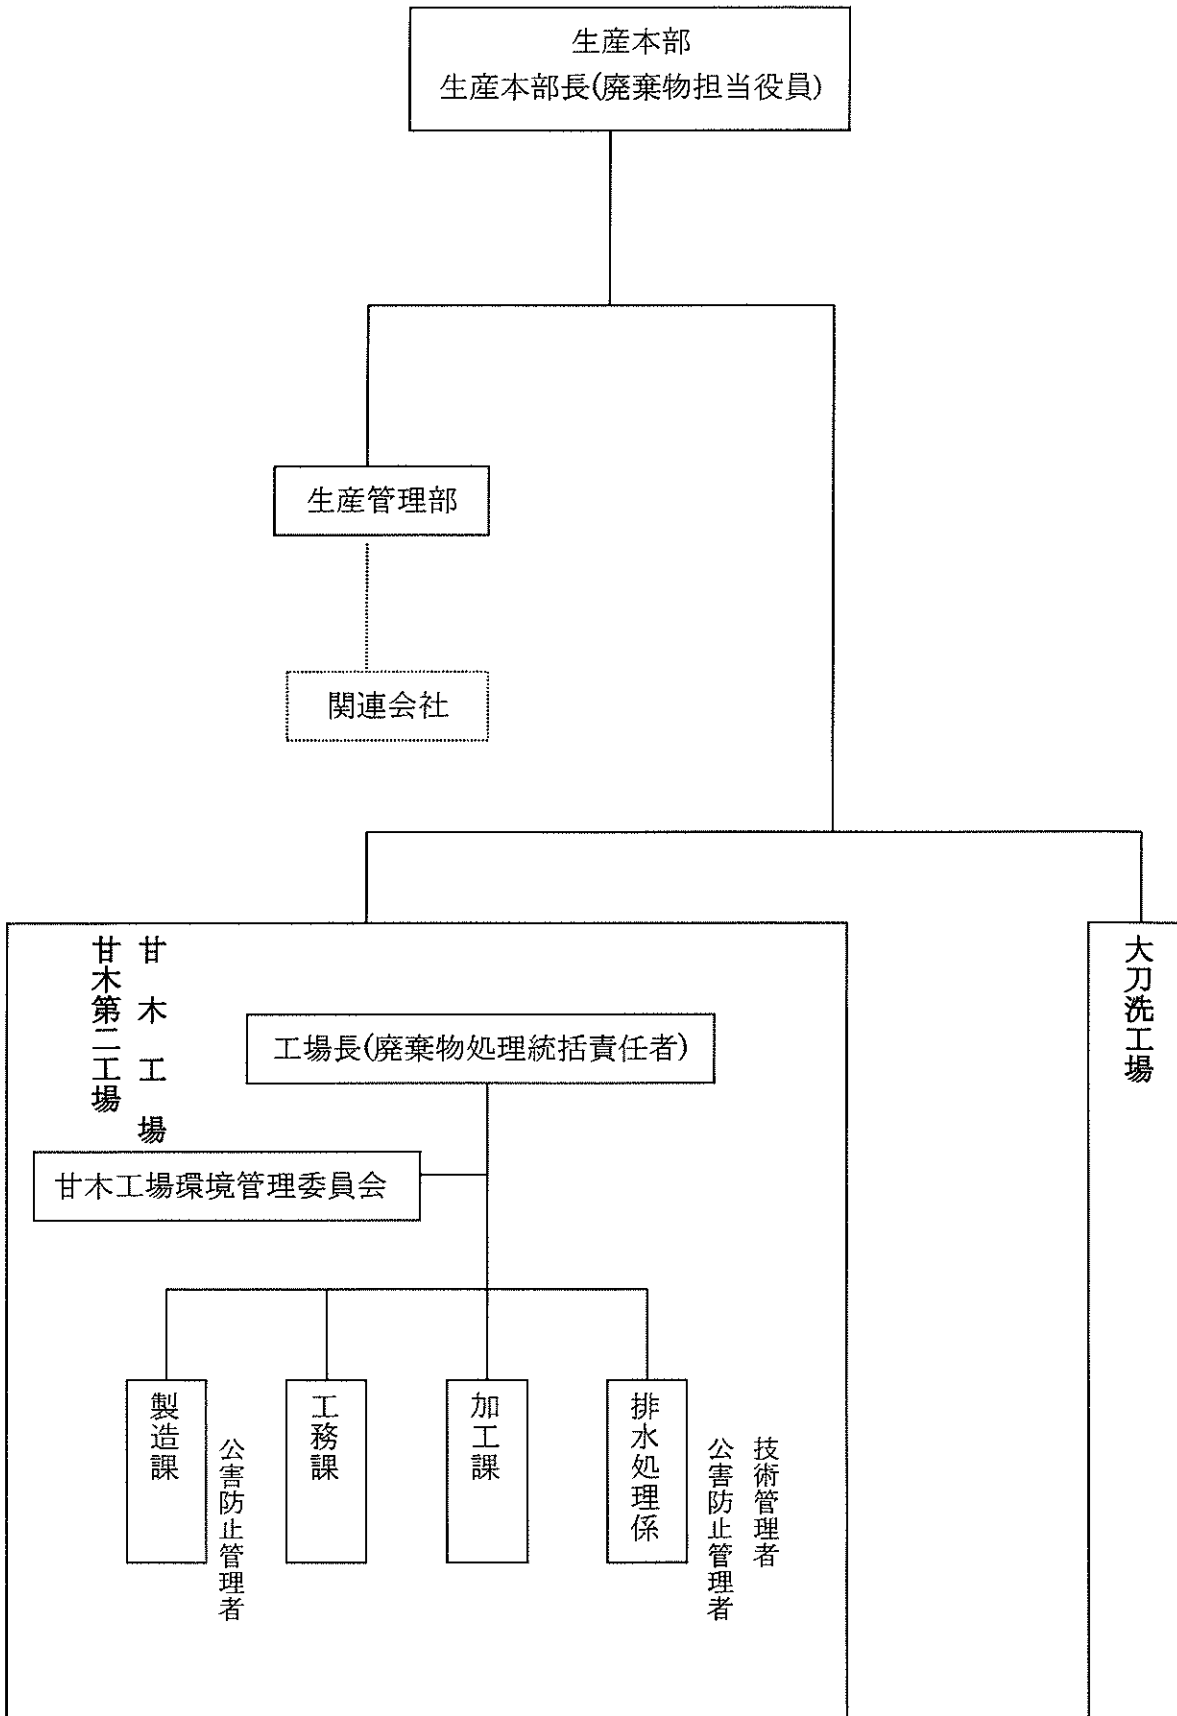 生産本部
生産本部長(廃棄物担当役員)
生産管理部
関連会社
甘木工場
甘木第二工場
大刀洗工場
工場長(廃棄物処理統括責任者)
甘木工場環境管理委員会
製造課
公害防止管理者
工務課
加工課
排水処理係
技術管理者
公害防止管理者